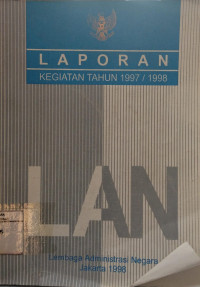 LAPORAN
KEGIATAN TAHUN 1997 / 1998
LAN
Lembaga Administrasi Negara
Jakarta 1998